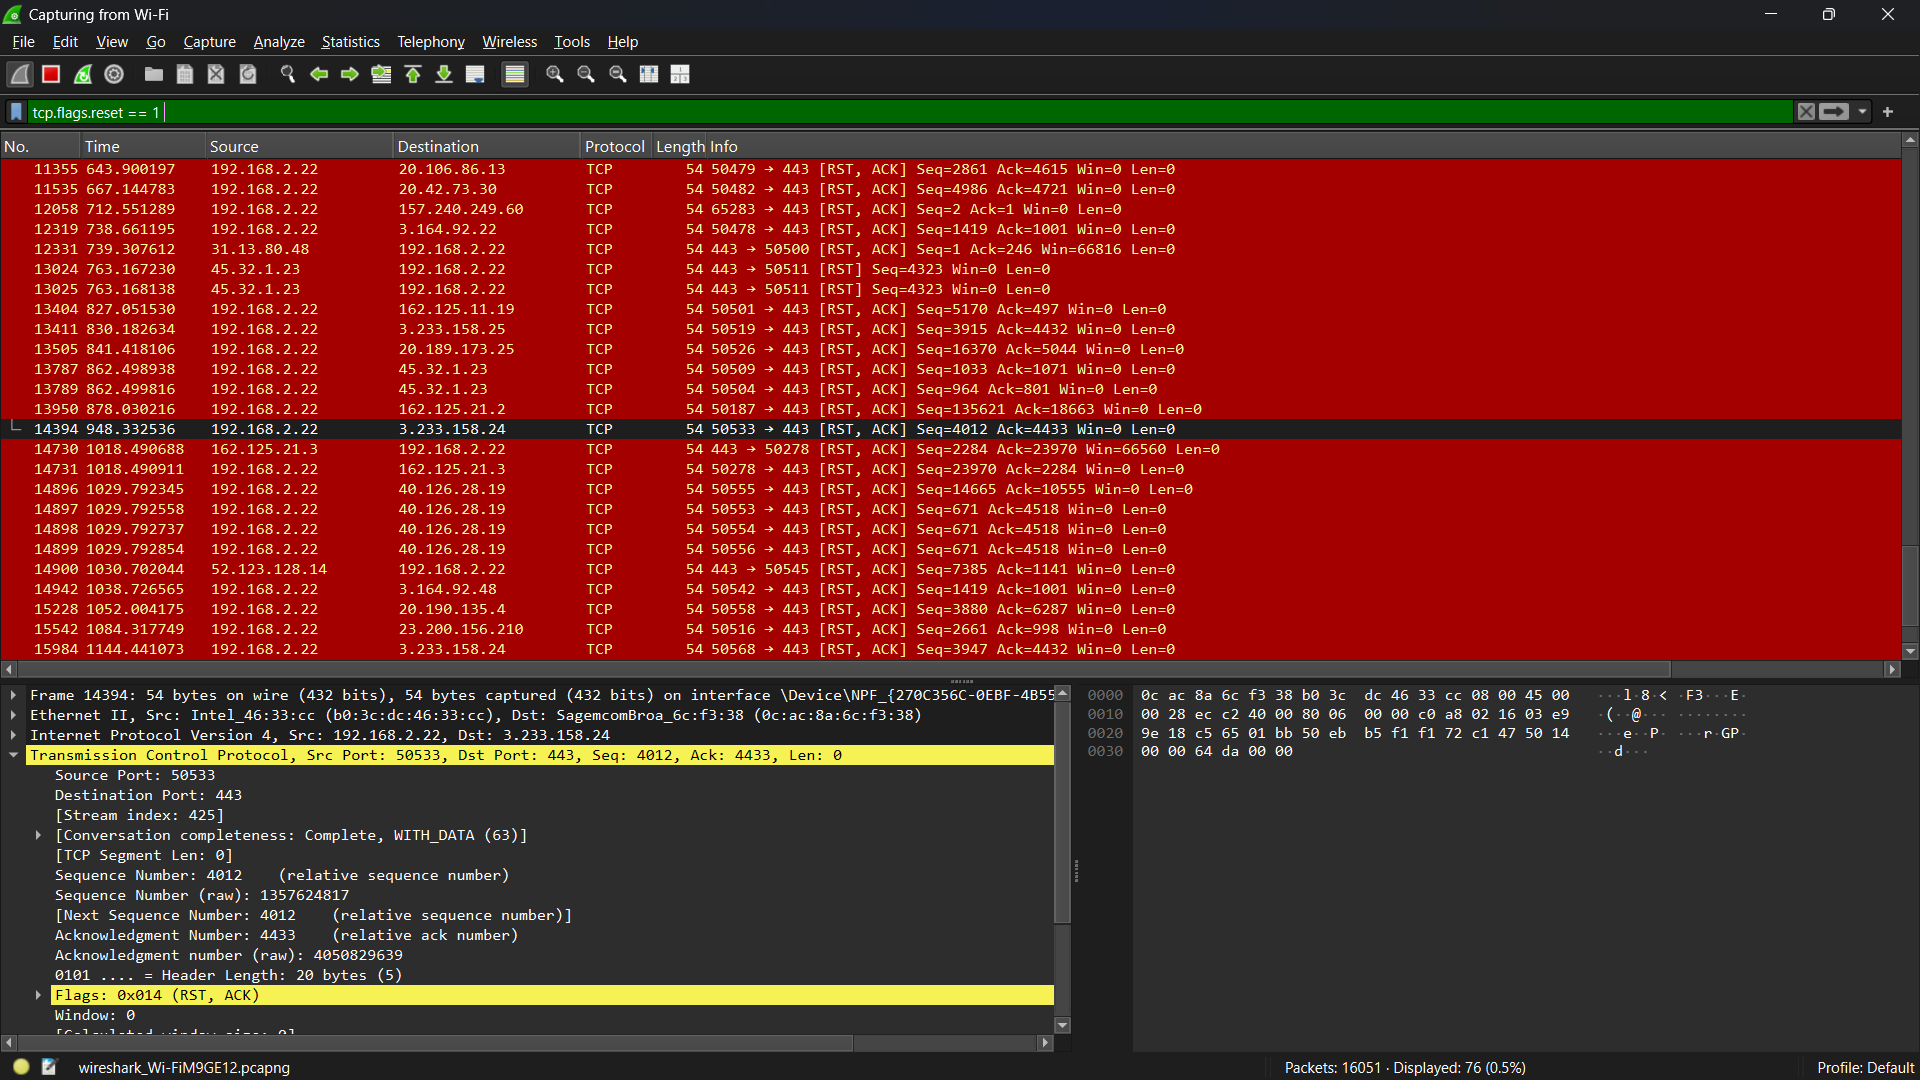 Capturing from Wi-Fi
File Edit View Go Capture Analyze Statistics Telephony Wireless Tools Help
tcp.flags.reset == 1
No. Time Source Destination Protocol Length Info
11355 643.900197 192.168.2.22 20.106.86.13 TCP 54 50479 → 443 [RST, ACK] Seq=2861 Ack=4615 Win=0 Len=0
11535 667.144783 192.168.2.22 20.42.73.30 TCP 54 50482 → 443 [RST, ACK] Seq=4986 Ack=4721 Win=0 Len=0
12058 712.551289 192.168.2.22 157.240.249.60 TCP 54 65283 → 443 [RST, ACK] Seq=2 Ack=1 Win=0 Len=0
12319 738.661195 192.168.2.22 3.164.92.22 TCP 54 50478 → 443 [RST, ACK] Seq=1419 Ack=1001 Win=0 Len=0
12331 739.307612 31.13.80.48 192.168.2.22 TCP 54 443 → 50500 [RST, ACK] Seq=1 Ack=246 Win=66816 Len=0
13024 763.167230 45.32.1.23 192.168.2.22 TCP 54 443 → 50511 [RST] Seq=4323 Win=0 Len=0
13025 763.168138 45.32.1.23 192.168.2.22 TCP 54 443 → 50511 [RST] Seq=4323 Win=0 Len=0
13404 827.051530 192.168.2.22 162.125.11.19 TCP 54 50501 → 443 [RST, ACK] Seq=5170 Ack=497 Win=0 Len=0
13411 830.182634 192.168.2.22 3.233.158.25 TCP 54 50519 → 443 [RST, ACK] Seq=3915 Ack=4432 Win=0 Len=0
13505 841.418106 192.168.2.22 20.189.173.25 TCP 54 50526 → 443 [RST, ACK] Seq=16370 Ack=5044 Win=0 Len=0
13787 862.498938 192.168.2.22 45.32.1.23 TCP 54 50509 → 443 [RST, ACK] Seq=1033 Ack=1071 Win=0 Len=0
13789 862.499816 192.168.2.22 45.32.1.23 TCP 54 50504 → 443 [RST, ACK] Seq=964 Ack=801 Win=0 Len=0
13950 878.030216 192.168.2.22 162.125.21.2 TCP 54 50187 → 443 [RST, ACK] Seq=135621 Ack=18663 Win=0 Len=0
14394 948.332536 192.168.2.22 3.233.158.24 TCP 54 50533 → 443 [RST, ACK] Seq=4012 Ack=4433 Win=0 Len=0
14730 1018.490688 162.125.21.3 192.168.2.22 TCP 54 443 → 50278 [RST, ACK] Seq=2284 Ack=23970 Win=66560 Len=0
14731 1018.490911 192.168.2.22 162.125.21.3 TCP 54 50278 → 443 [RST, ACK] Seq=23970 Ack=2284 Win=0 Len=0
14896 1029.792345 192.168.2.22 40.126.28.19 TCP 54 50555 → 443 [RST, ACK] Seq=14665 Ack=10555 Win=0 Len=0
14897 1029.792558 192.168.2.22 40.126.28.19 TCP 54 50553 → 443 [RST, ACK] Seq=671 Ack=4518 Win=0 Len=0
14898 1029.792737 192.168.2.22 40.126.28.19 TCP 54 50554 → 443 [RST, ACK] Seq=671 Ack=4518 Win=0 Len=0
14899 1029.792854 192.168.2.22 40.126.28.19 TCP 54 50556 → 443 [RST, ACK] Seq=671 Ack=4518 Win=0 Len=0
14900 1030.702044 52.123.128.14 192.168.2.22 TCP 54 443 → 50545 [RST, ACK] Seq=7385 Ack=1141 Win=0 Len=0
14942 1038.726565 192.168.2.22 3.164.92.48 TCP 54 50542 → 443 [RST, ACK] Seq=1419 Ack=1001 Win=0 Len=0
15228 1052.004175 192.168.2.22 20.190.135.4 TCP 54 50558 → 443 [RST, ACK] Seq=3880 Ack=6287 Win=0 Len=0
15542 1084.317749 192.168.2.22 23.200.156.210 TCP 54 50516 → 443 [RST, ACK] Seq=2661 Ack=998 Win=0 Len=0
15984 1144.441073 192.168.2.22 3.233.158.24 TCP 54 50568 → 443 [RST, ACK] Seq=3947 Ack=4432 Win=0 Len=0
Frame 14394: 54 bytes on wire (432 bits), 54 bytes captured (432 bits) on interface \Device\NPF_{270C356C-0EBF-4B55
Ethernet II, Src: Intel_46:33:cc (b0:3c:dc:46:33:cc), Dst: SagemcomBroa_6c:f3:38 (0c:ac:8a:6c:f3:38)
Internet Protocol Version 4, Src: 192.168.2.22, Dst: 3.233.158.24
Transmission Control Protocol, Src Port: 50533, Dst Port: 443, Seq: 4012, Ack: 4433, Len: 0
Source Port: 50533
Destination Port: 443
[Stream index: 425]
[Conversation completeness: Complete, WITH_DATA (63)]
[TCP Segment Len: 0]
Sequence Number: 4012 (relative sequence number)
Sequence Number (raw): 1357624817
[Next Sequence Number: 4012 (relative sequence number)]
Acknowledgment Number: 4433 (relative ack number)
Acknowledgment number (raw): 4050829639
0101 .... = Header Length: 20 bytes (5)
Flags: 0x014 (RST, ACK)
Window: 0
[Calculated window size: 0]
0000 0c ac 8a 6c f3 38 b0 3c dc 46 33 cc 08 00 45 00 ···l·8·< ·F3···E·
0010 00 28 ec c2 40 00 80 06 00 00 c0 a8 02 16 03 e9 ·(··@··· ········
0020 9e 18 c5 65 01 bb 50 eb b5 f1 f1 72 c1 47 50 14 ···e··P· ···r·GP·
0030 00 00 64 da 00 00 ··d···
wireshark_Wi-FiM9GE12.pcapng
Packets: 16051 · Displayed: 76 (0.5%)
Profile: Default